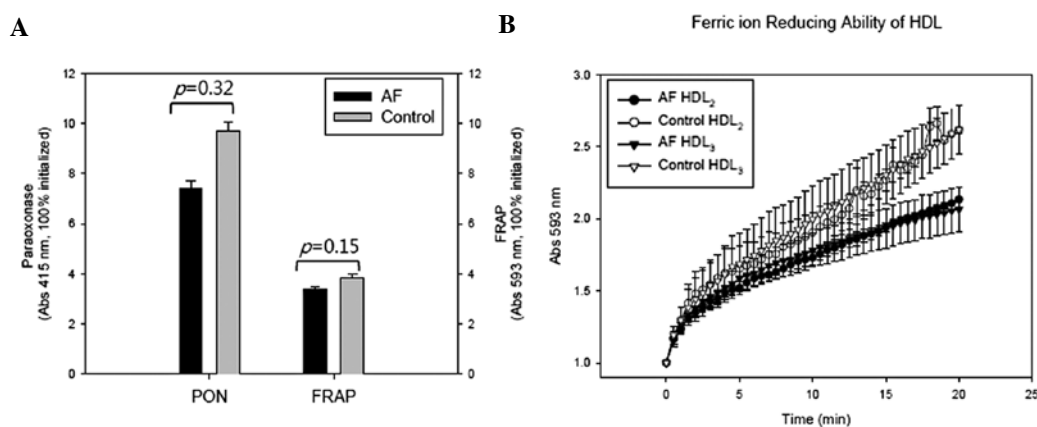 A
12
10
8
6
4
2
0
Paraoxonase
(Abs 415 nm, 100% initialized)
p=0.32
p=0.15
AF
Control
PON
FRAP
12
10
8
6
4
2
0
FRAP
(Abs 593 nm, 100% initialized)
B
Ferric ion Reducing Ability of HDL
3.0
2.5
2.0
1.5
1.0
Abs 593 nm
AF HDL2
Control HDL2
AF HDL3
Control HDL3
0
5
10
15
20
25
Time (min)